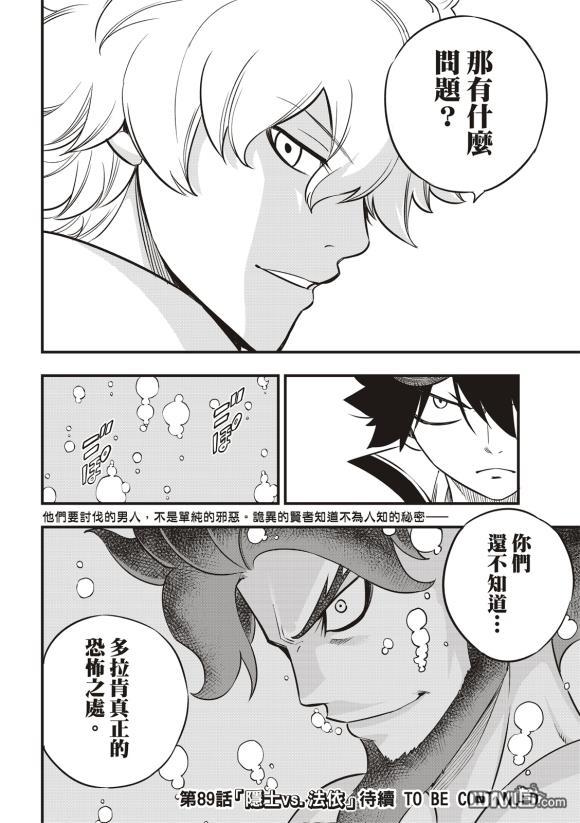 那有什麼
問題？
ゴボ。
ゴボ。
他們要討伐的男人，不是單純的邪惡。詭異的賢者知道不為人知的秘密——
你們
還不知道…
多拉肯真正的
恐怖之處。
第89話『隱士vs.法依』待續 TO BE CONTINUED